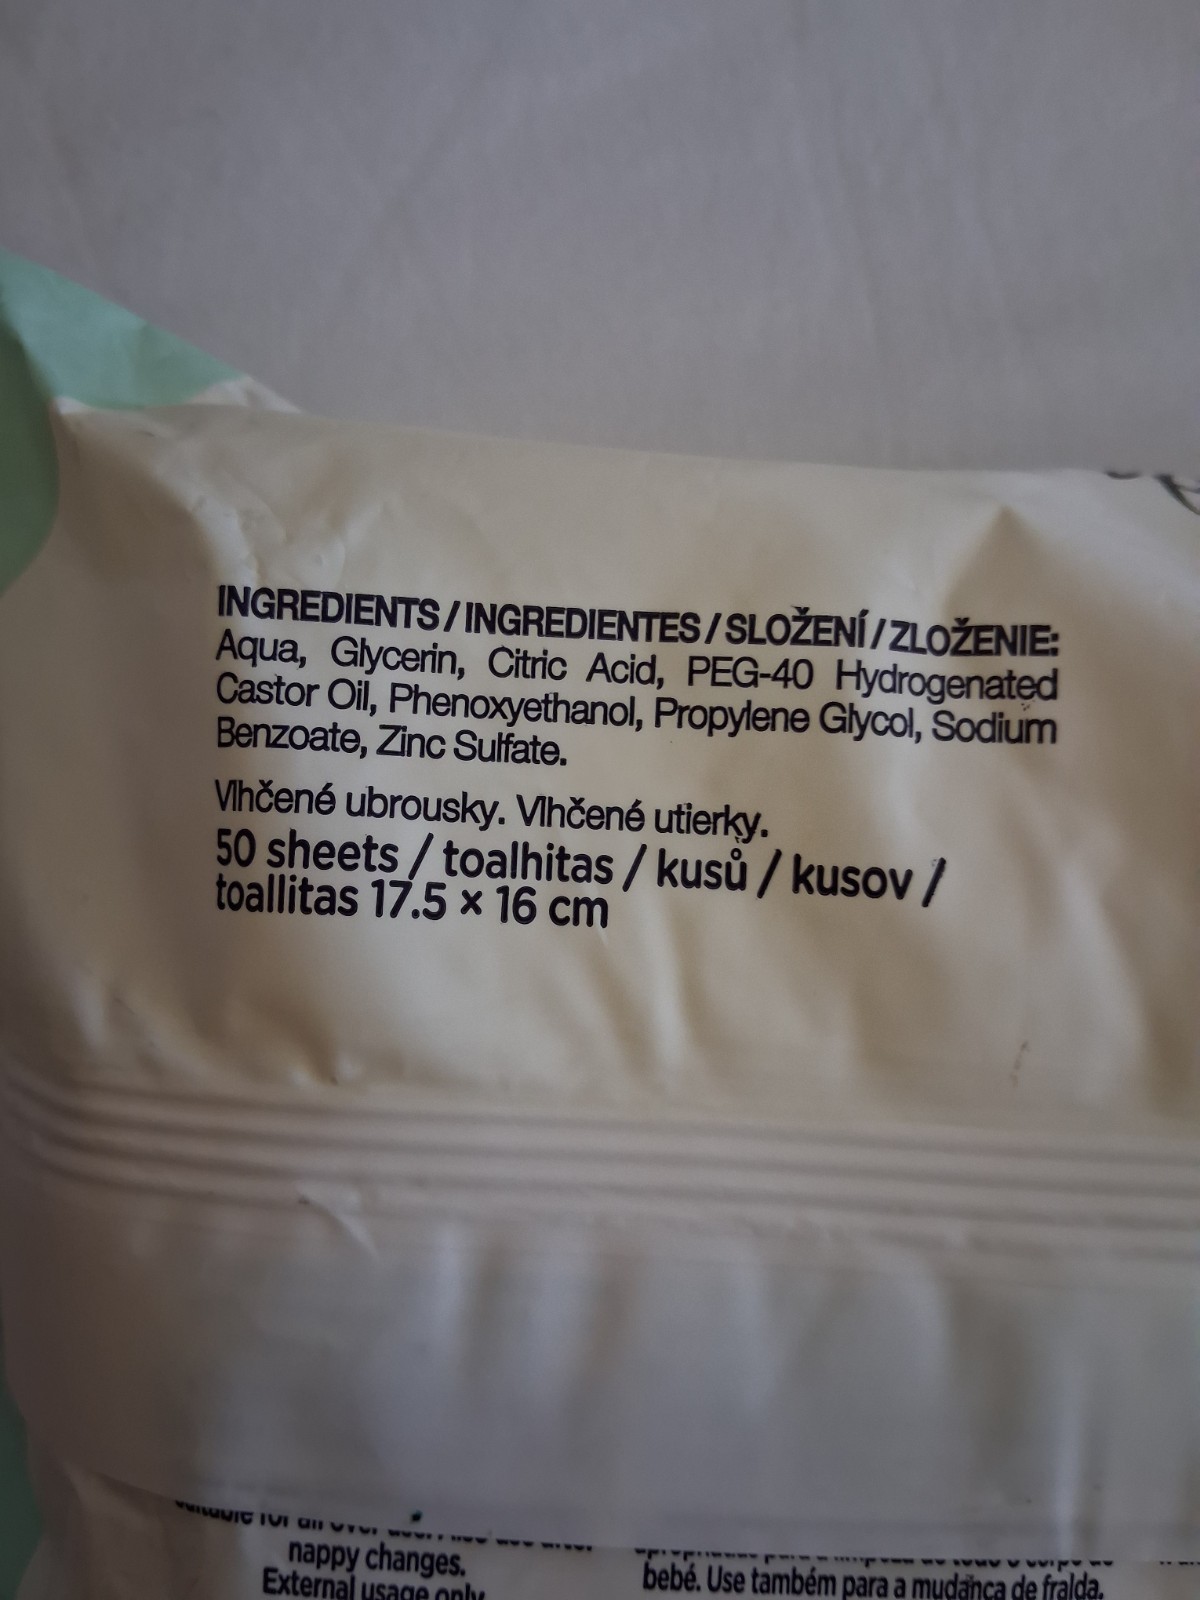 INGREDIENTS / INGREDIENTES / SLOŽENÍ / ZLOŽENIE:
Aqua, Glycerin, Citric Acid, PEG-40 Hydrogenated
Castor Oil, Phenoxyethanol, Propylene Glycol, Sodium
Benzoate, Zinc Sulfate.
Vlhčené ubrousky. Vlhčené utierky.
50 sheets / toalhitas / kusů / kusov /
toallitas 17.5 × 16 cm
nappy changes.
External usage only
bebé. Use também para a mudança de fralda.